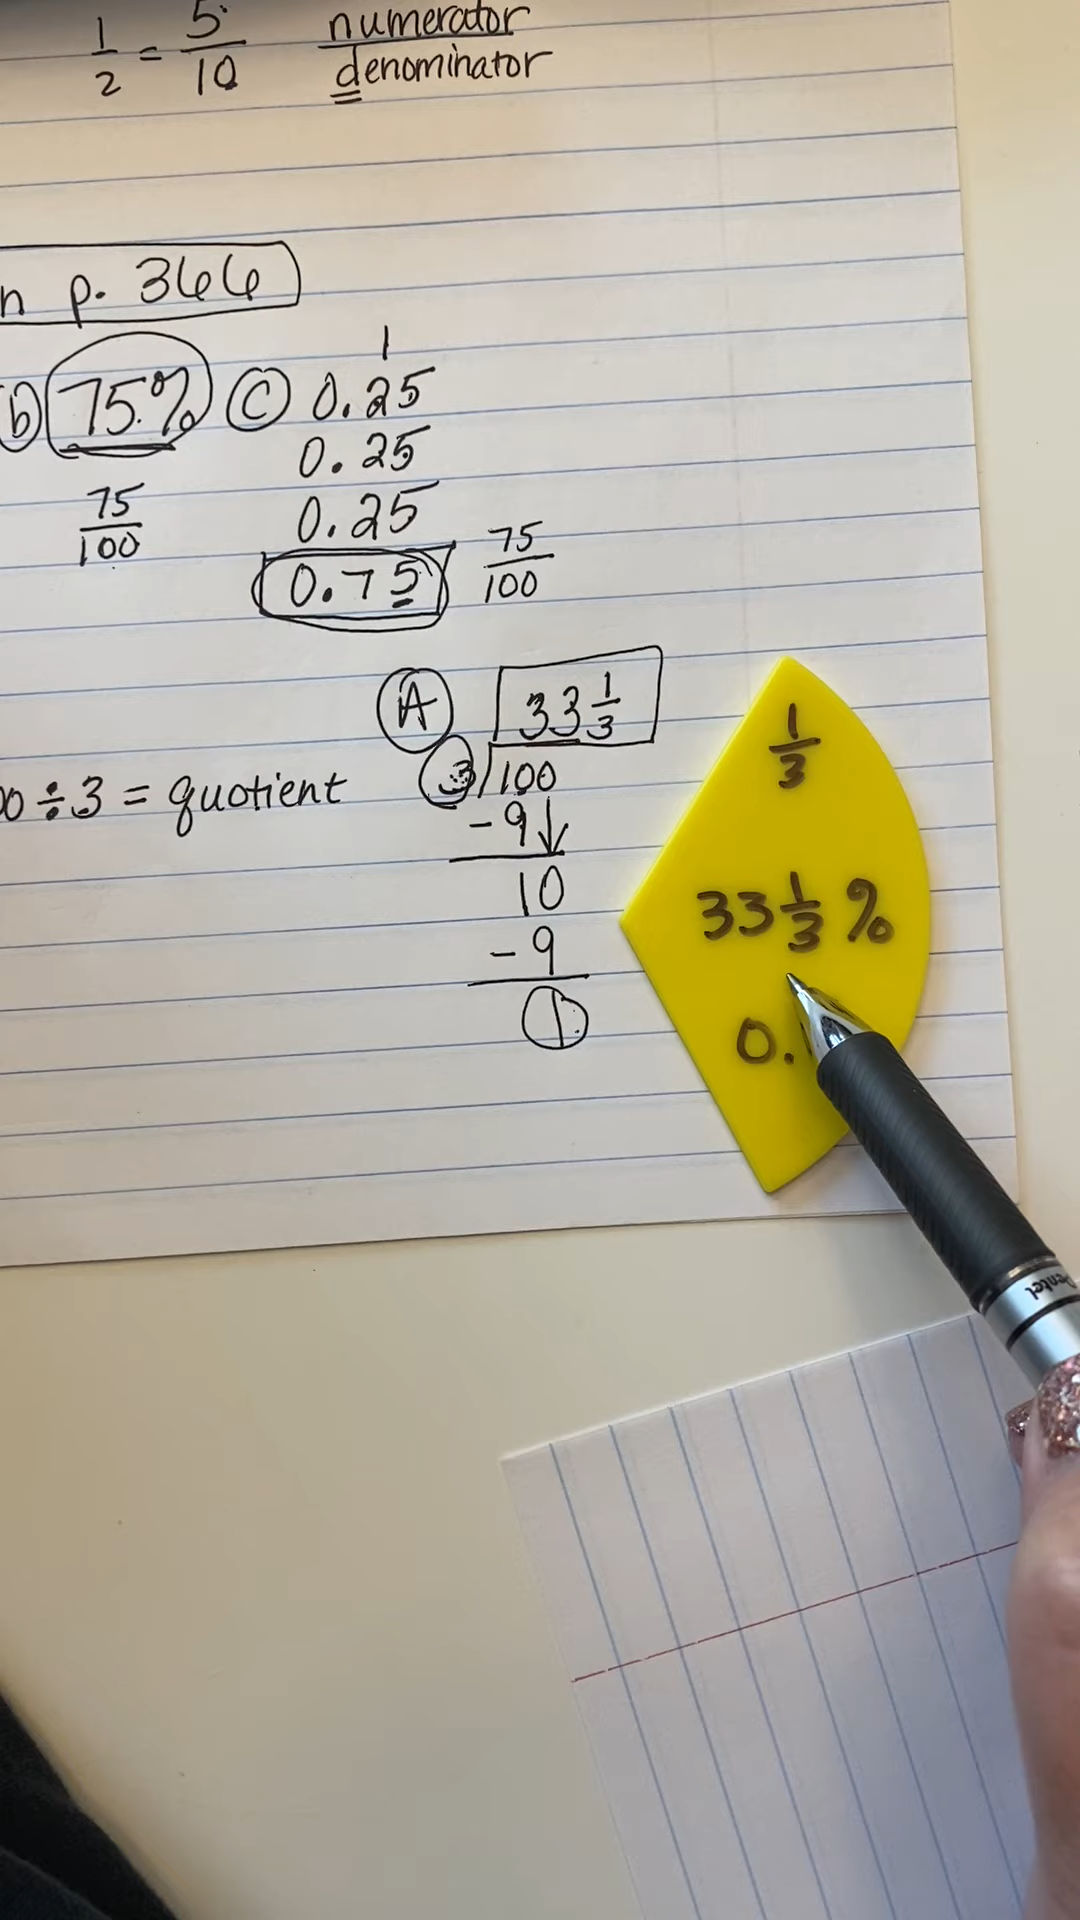 1/2 = 5/10 numerator/denominator
n p. 366
b 75% C 1
0.25
0.25
75/100 0.25
0.75 75/100
A 33 1/3
00 ÷ 3 = quotient 3)100
- 9↓
10
- 9
1
1/3
33 1/3 %
0.
Pentel